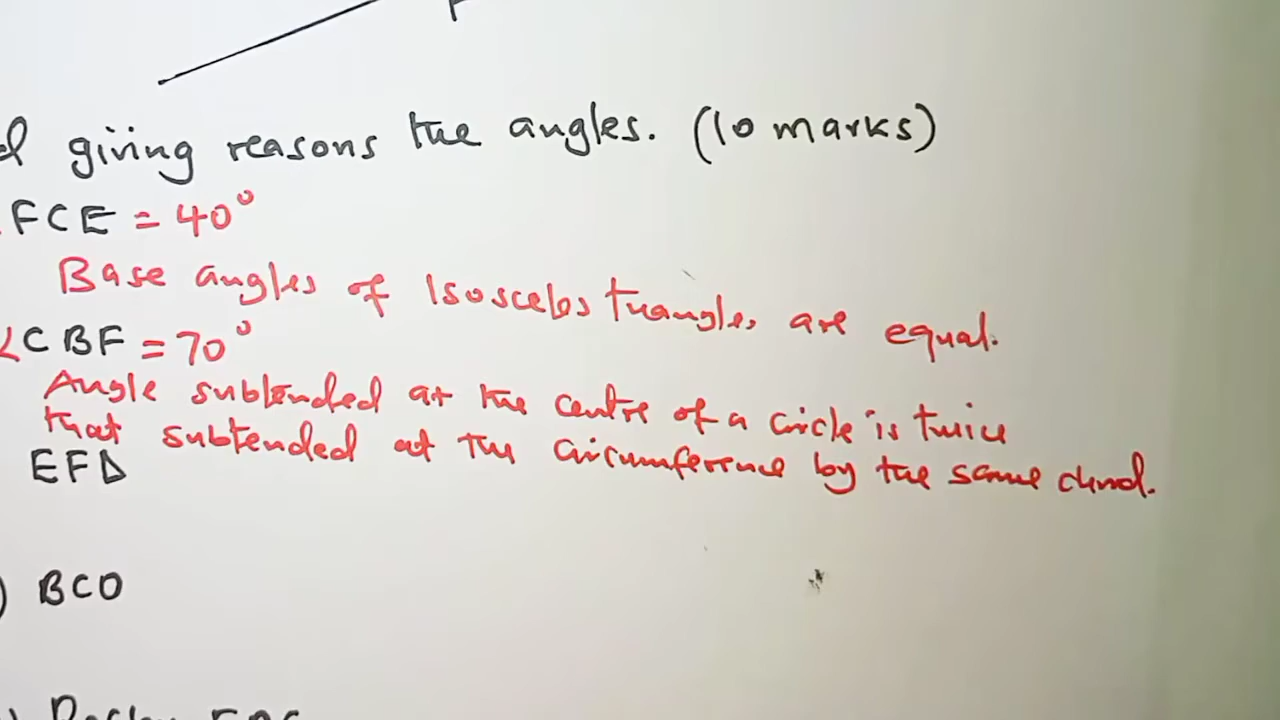 giving reasons the angles. (10 marks)
FCE = 40°
Base angles of Isosceles triangles are equal.
∠CBF = 70°
Angle subtended at the centre of a circle is twice
that subtended at the circumference by the same chord.
EFD
) BCO